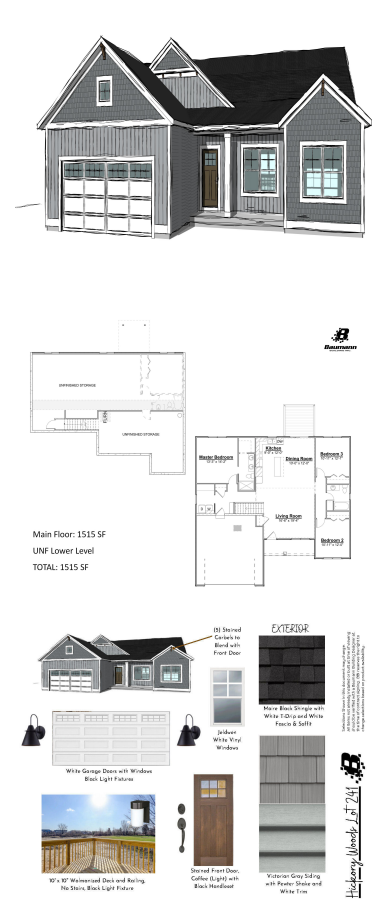 Baumann
UNFINISHED STORAGE
UNFINISHED STORAGE
Master Bedroom
Kitchen
Dining Room
Bedroom 3
Living Room
Bedroom 2
Main Floor: 1515 SF
UNF Lower Level
TOTAL: 1515 SF
(3) Stained
Corbels to
Blend with
Front Door
EXTERIOR
Jeldwen
White Vinyl
Windows
Moire Black Shingle with
White T-Drip and White
Fascia & Soffit
White Garage Doors with Windows
Black Light Fixtures
10' x 10' Wolmanized Deck and Railing,
No Stairs, Black Light Fixture
Stained Front Door,
Coffee (Light) with
Black Handleset
Victorian Gray Siding
with Pewter Shake and
White Trim
Hickory Woods Lot 241